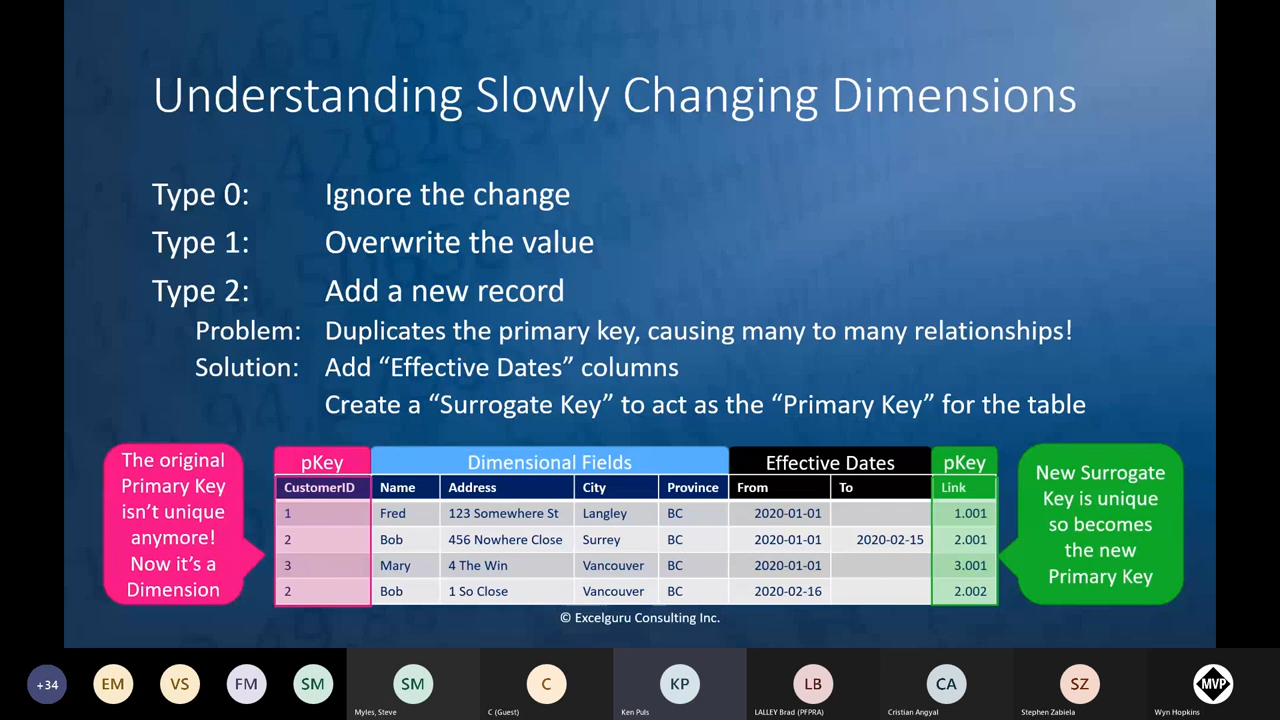 Understanding Slowly Changing Dimensions
Type 0: Ignore the change
Type 1: Overwrite the value
Type 2: Add a new record
Problem: Duplicates the primary key, causing many to many relationships!
Solution: Add “Effective Dates” columns
Create a “Surrogate Key” to act as the “Primary Key” for the table
The original
Primary Key
isn’t unique
anymore!
Now it’s a
Dimension
pKey Dimensional Fields Effective Dates pKey
CustomerID Name Address City Province From To Link
1 Fred 123 Somewhere St Langley BC 2020-01-01 1.001
2 Bob 456 Nowhere Close Surrey BC 2020-01-01 2020-02-15 2.001
3 Mary 4 The Win Vancouver BC 2020-01-01 3.001
2 Bob 1 So Close Vancouver BC 2020-02-16 2.002
New Surrogate
Key is unique
so becomes
the new
Primary Key
© Excelguru Consulting Inc.
+34 EM VS FM SM SM C KP LB CA SZ MVP
Myles, Steve C (Guest) Ken Puls LALLEY Brad (PFPRA) Cristian Angyal Stephen Zabiela Wyn Hopkins